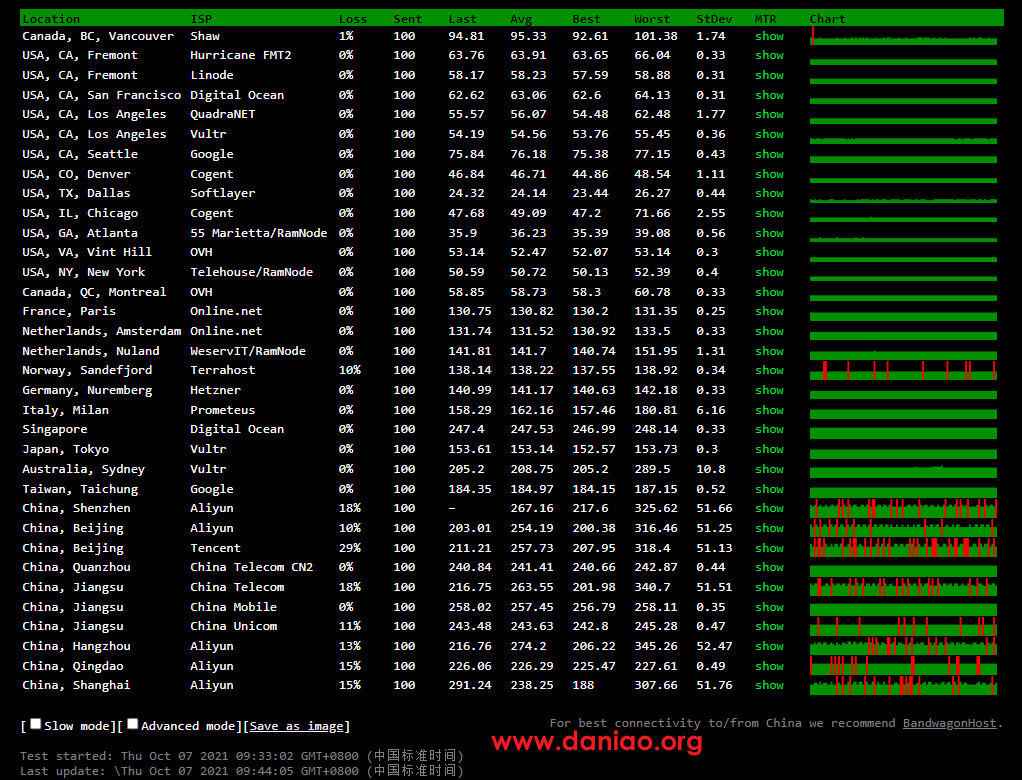 Location ISP Loss Sent Last Avg Best Worst StDev MTR Chart
Canada, BC, Vancouver Shaw 1% 100 94.81 95.33 92.61 101.38 1.74 show
USA, CA, Fremont Hurricane FMT2 0% 100 63.76 63.91 63.65 66.04 0.33 show
USA, CA, Fremont Linode 0% 100 58.17 58.23 57.59 58.88 0.31 show
USA, CA, San Francisco Digital Ocean 0% 100 62.62 63.06 62.6 64.13 0.31 show
USA, CA, Los Angeles QuadraNET 0% 100 55.57 56.07 54.48 62.48 1.77 show
USA, CA, Los Angeles Vultr 0% 100 54.19 54.56 53.76 55.45 0.36 show
USA, CA, Seattle Google 0% 100 75.84 76.18 75.38 77.15 0.43 show
USA, CO, Denver Cogent 0% 100 46.84 46.71 44.86 48.54 1.11 show
USA, TX, Dallas Softlayer 0% 100 24.32 24.14 23.44 26.27 0.44 show
USA, IL, Chicago Cogent 0% 100 47.68 49.09 47.2 71.66 2.55 show
USA, GA, Atlanta 55 Marietta/RamNode 0% 100 35.9 36.23 35.39 39.08 0.56 show
USA, VA, Vint Hill OVH 0% 100 53.14 52.47 52.07 53.14 0.3 show
USA, NY, New York Telehouse/RamNode 0% 100 50.59 50.72 50.13 52.39 0.4 show
Canada, QC, Montreal OVH 0% 100 58.85 58.73 58.3 60.78 0.33 show
France, Paris Online.net 0% 100 130.75 130.82 130.2 131.35 0.25 show
Netherlands, Amsterdam Online.net 0% 100 131.74 131.52 130.92 133.5 0.33 show
Netherlands, Nuland WeservIT/RamNode 0% 100 141.81 141.7 140.74 151.95 1.31 show
Norway, Sandefjord Terrahost 10% 100 138.14 138.22 137.55 138.92 0.34 show
Germany, Nuremberg Hetzner 0% 100 140.99 141.17 140.63 142.18 0.33 show
Italy, Milan Prometeus 0% 100 158.29 162.16 157.46 180.81 6.16 show
Singapore Digital Ocean 0% 100 247.4 247.53 246.99 248.14 0.33 show
Japan, Tokyo Vultr 0% 100 153.61 153.14 152.57 153.73 0.3 show
Australia, Sydney Vultr 0% 100 205.2 208.75 205.2 289.5 10.8 show
Taiwan, Taichung Google 0% 100 184.35 184.97 184.15 187.15 0.52 show
China, Shenzhen Aliyun 18% 100 – 267.16 217.6 325.62 51.66 show
China, Beijing Aliyun 10% 100 203.01 254.19 200.38 316.46 51.25 show
China, Beijing Tencent 29% 100 211.21 257.73 207.95 318.4 51.13 show
China, Quanzhou China Telecom CN2 0% 100 240.84 241.41 240.66 242.87 0.44 show
China, Jiangsu China Telecom 18% 100 216.75 263.55 201.98 340.7 51.51 show
China, Jiangsu China Mobile 0% 100 258.02 257.45 256.79 258.11 0.35 show
China, Jiangsu China Unicom 11% 100 243.48 243.63 242.8 245.28 0.47 show
China, Hangzhou Aliyun 13% 100 216.76 274.2 206.22 345.26 52.47 show
China, Qingdao Aliyun 15% 100 226.06 226.29 225.47 227.61 0.49 show
China, Shanghai Aliyun 15% 100 291.24 238.25 188 307.66 51.76 show
[Slow mode][Advanced mode][Save as image]
For best connectivity to/from China we recommend BandwagonHost.
www.daniao.org
Test started: Thu Oct 07 2021 09:33:02 GMT+0800 (中国标准时间)
Last update: \Thu Oct 07 2021 09:44:05 GMT+0800 (中国标准时间)